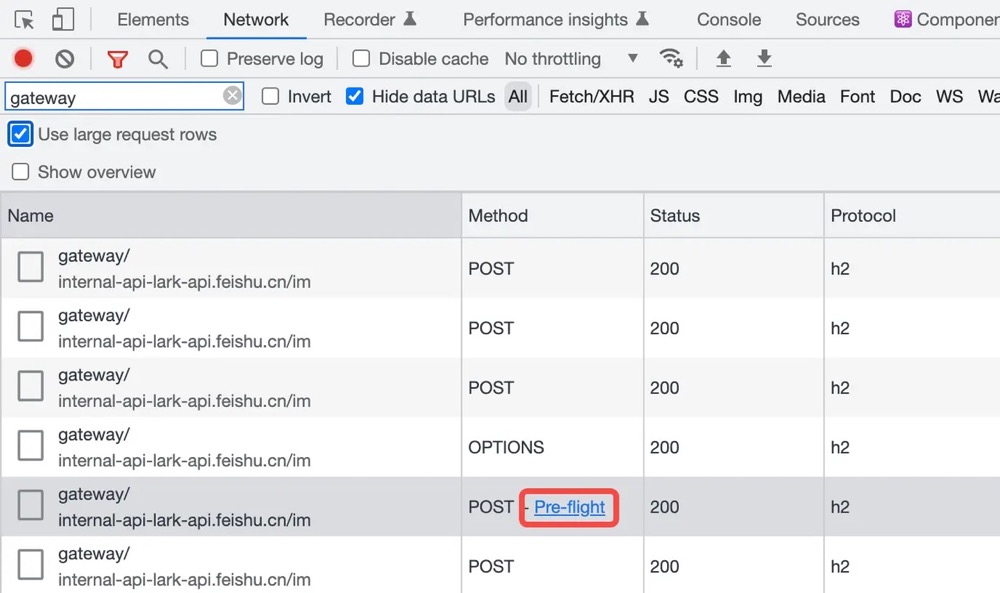 Elements Network Recorder Performance insights Console Sources
Preserve log Disable cache No throttling
gateway Invert Hide data URLs All Fetch/XHR JS CSS Img Media Font Doc WS
Use large request rows
Show overview
Name Method Status Protocol
gateway/
internal-api-lark-api.feishu.cn/im POST 200 h2
gateway/
internal-api-lark-api.feishu.cn/im POST 200 h2
gateway/
internal-api-lark-api.feishu.cn/im POST 200 h2
gateway/
internal-api-lark-api.feishu.cn/im OPTIONS 200 h2
gateway/
internal-api-lark-api.feishu.cn/im POST - Pre-flight 200 h2
gateway/
internal-api-lark-api.feishu.cn/im POST 200 h2